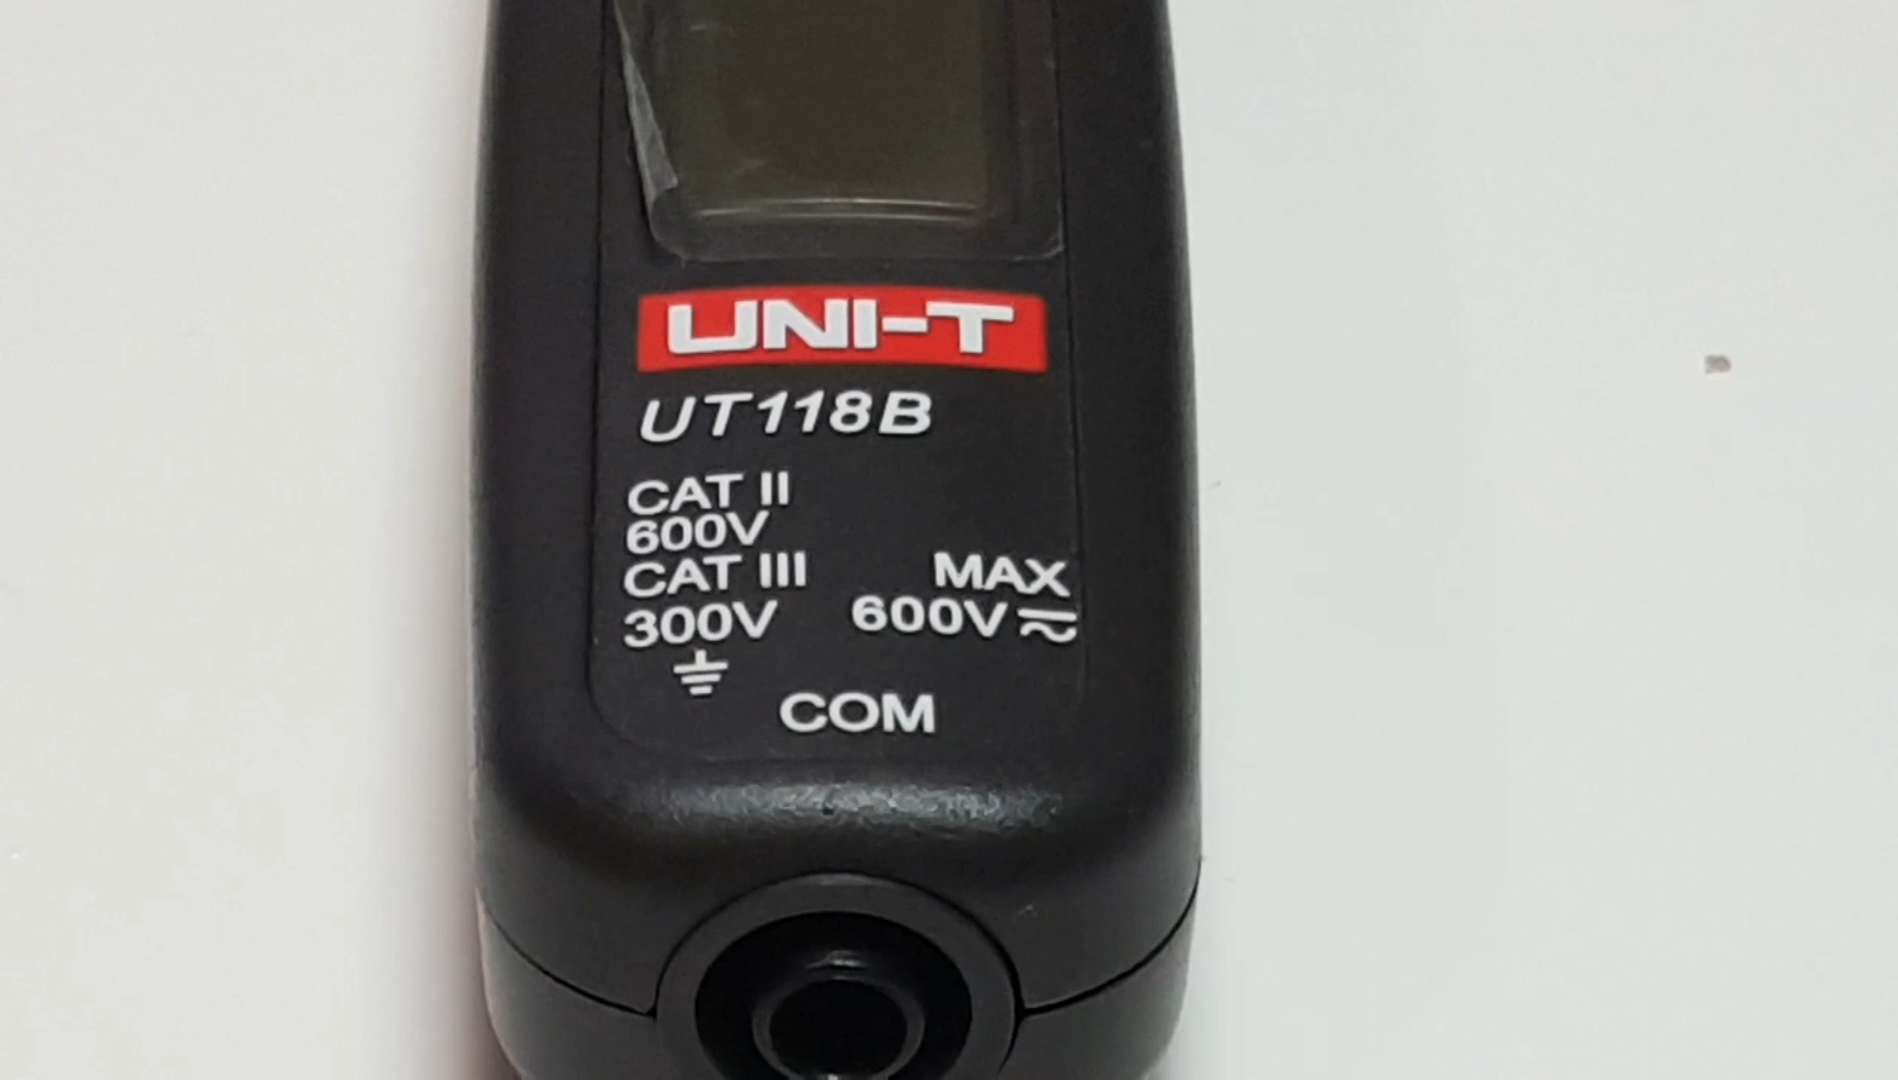 UNI-T
UT118B
CAT II
600V
CAT III
300V
MAX
600V
COM